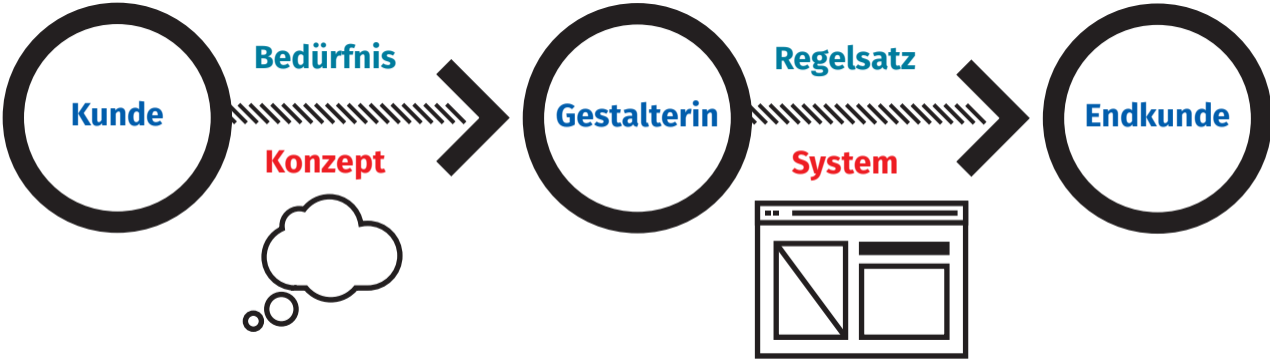 Bedürfnis
Regelsatz
Kunde
Gestalterin
Endkunde
Konzept
System